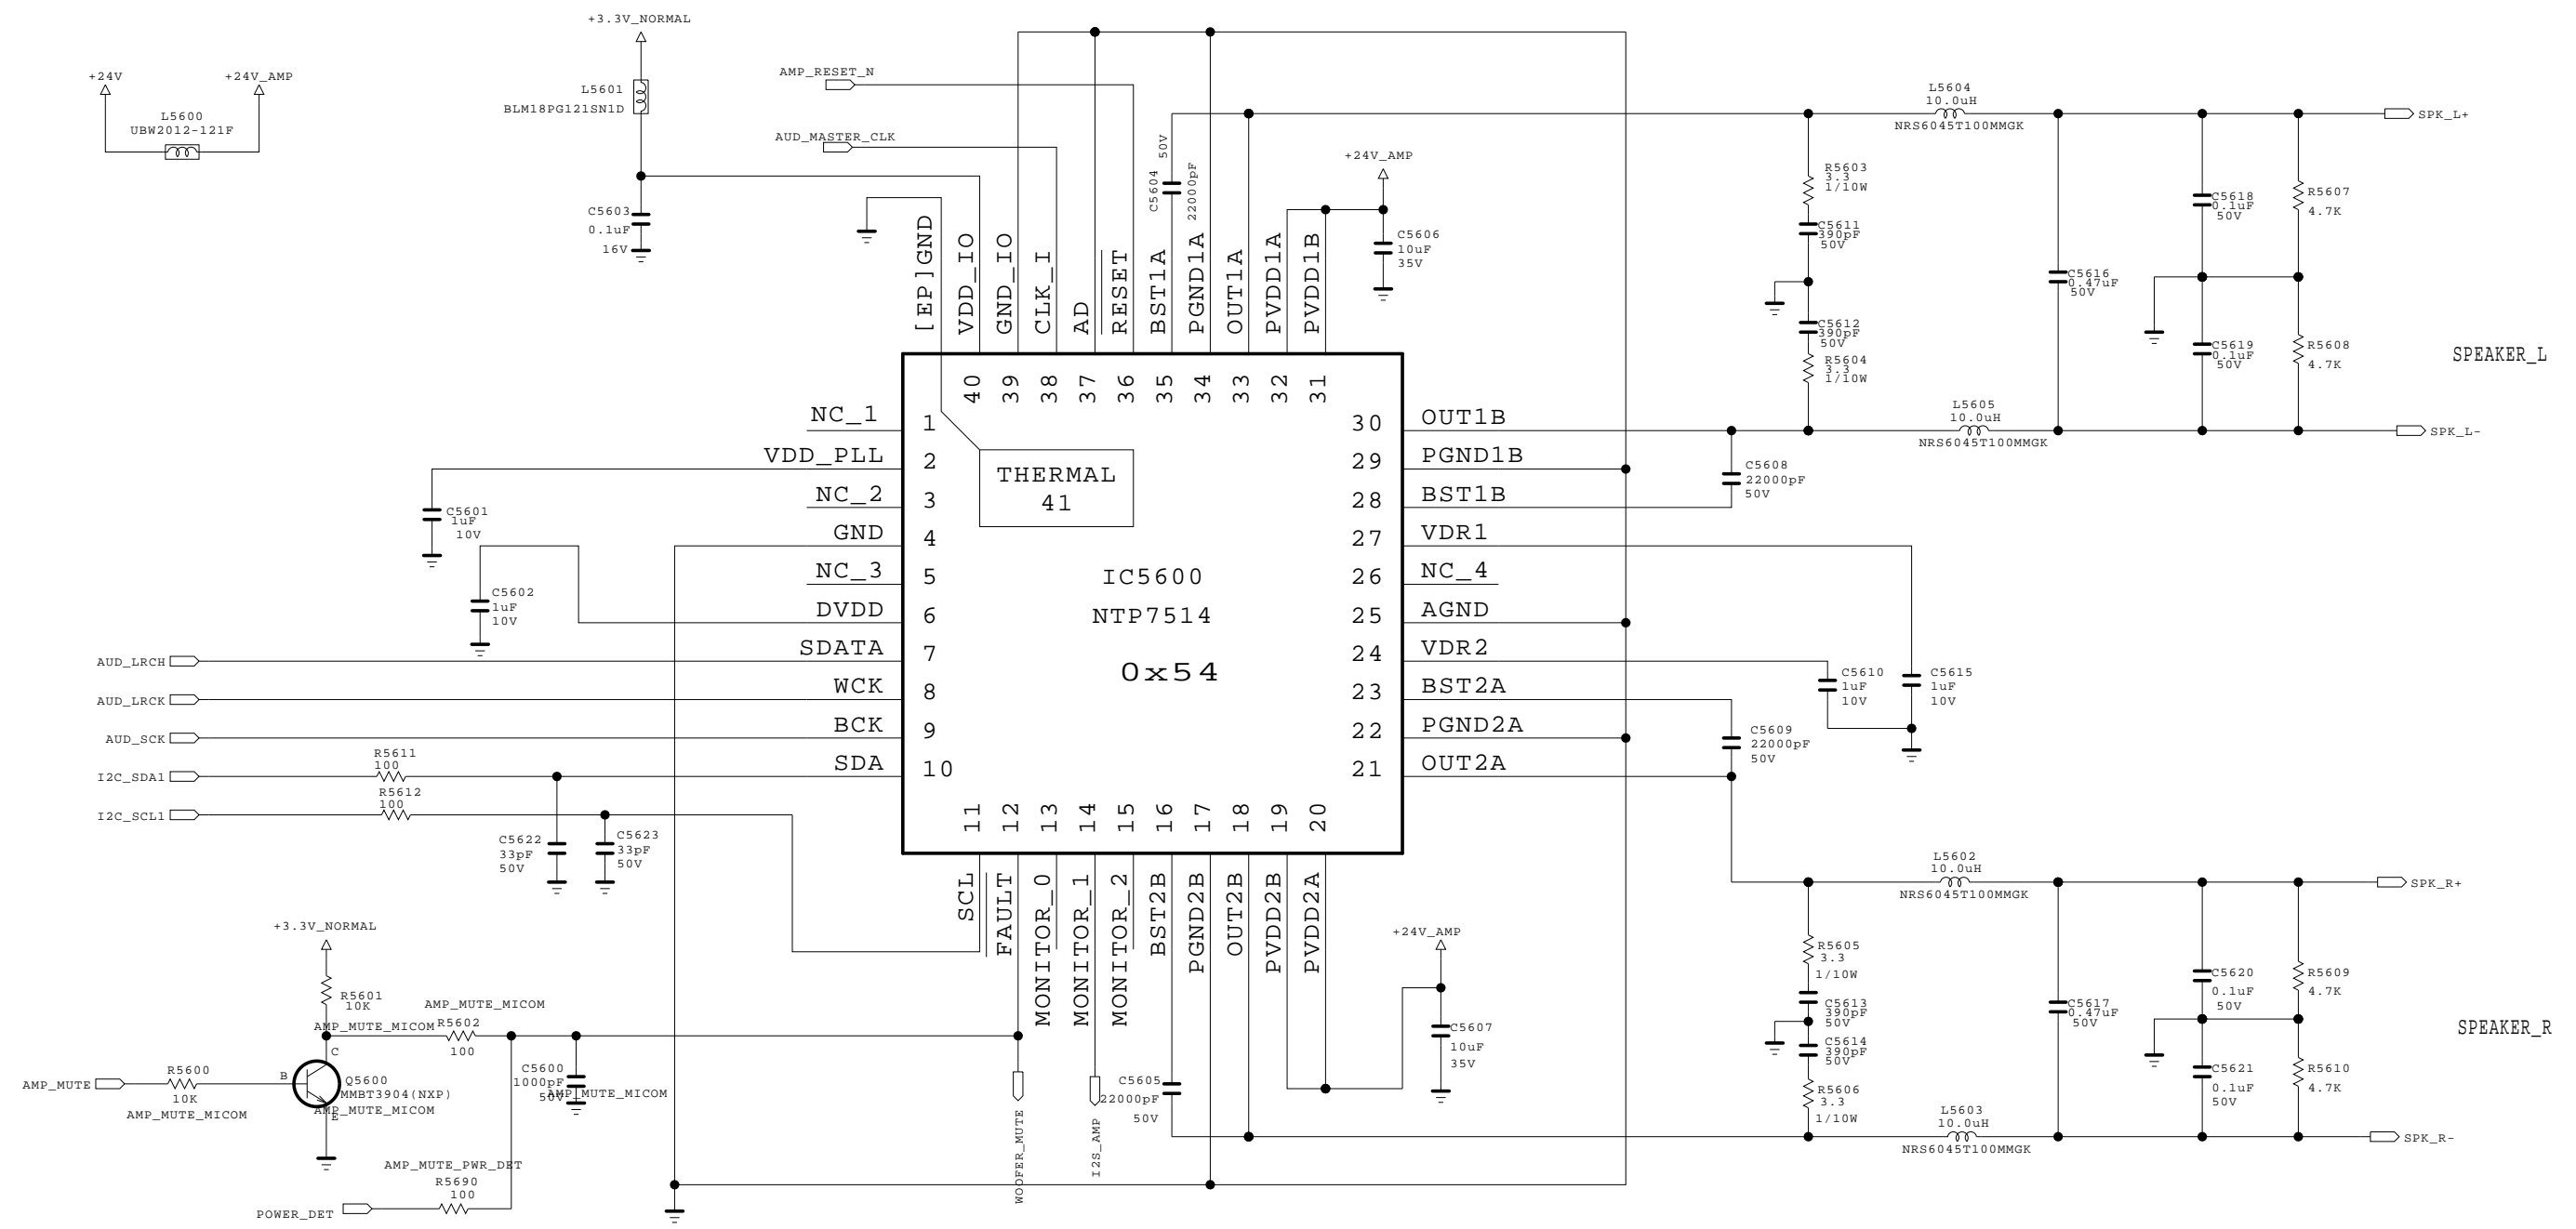 +3.3V_NORMAL
+24V
+24V_AMP
L5600
UBW2012-121F
L5601
BLM18PG121SN1D
C5603
0.1uF
16V
AMP_RESET_N
AUD_MASTER_CLK
C5604
50V
22000pF
+24V_AMP
C5606
10uF
35V
[EP]GND
VDD_IO
GND_IO
CLK_I
AD
RESET
BST1A
PGND1A
OUT1A
PVDD1A
PVDD1B
40
39
38
37
36
35
34
33
32
31
L5604
10.0uH
NRS6045T100MMGK
SPK_L+
R5603
3.3
1/10W
C5611
390pF
50V
C5612
390pF
50V
R5604
3.3
1/10W
C5616
0.47uF
50V
C5618
0.1uF
50V
R5607
4.7K
C5619
0.1uF
50V
R5608
4.7K
SPEAKER_L
L5605
10.0uH
NRS6045T100MMGK
SPK_L-
NC_1
1
VDD_PLL
2
NC_2
3
GND
4
NC_3
5
DVDD
6
SDATA
7
WCK
8
BCK
9
SDA
10
THERMAL
41
IC5600
NTP7514
0x54
30
OUT1B
29
PGND1B
28
BST1B
27
VDR1
26
NC_4
25
AGND
24
VDR2
23
BST2A
22
PGND2A
21
OUT2A
C5608
22000pF
50V
C5601
1uF
10V
C5602
1uF
10V
AUD_LRCH
AUD_LRCK
AUD_SCK
I2C_SDA1
I2C_SCL1
R5611
100
R5612
100
C5622
33pF
50V
C5623
33pF
50V
C5610
1uF
10V
C5615
1uF
10V
C5609
22000pF
50V
11
12
13
14
15
16
17
18
19
20
SCL
FAULT
MONITOR_0
MONITOR_1
MONITOR_2
BST2B
PGND2B
OUT2B
PVDD2B
PVDD2A
+3.3V_NORMAL
R5601
10K
AMP_MUTE_MICOM
AMP_MUTE_MICOM
R5602
100
AMP_MUTE
R5600
10K
AMP_MUTE_MICOM
B
C
E
Q5600
MMBT3904(NXP)
AMP_MUTE_MICOM
C5600
1000pF
50V
AMP_MUTE_MICOM
AMP_MUTE_PWR_DET
R5690
100
POWER_DET
WOOFER_MUTE
I2S_AMP
C5605
22000pF
50V
+24V_AMP
C5607
10uF
35V
L5602
10.0uH
NRS6045T100MMGK
SPK_R+
R5605
3.3
1/10W
C5613
390pF
50V
C5614
390pF
50V
R5606
3.3
1/10W
C5617
0.47uF
50V
C5620
0.1uF
50V
R5609
4.7K
C5621
0.1uF
50V
R5610
4.7K
SPEAKER_R
L5603
10.0uH
NRS6045T100MMGK
SPK_R-